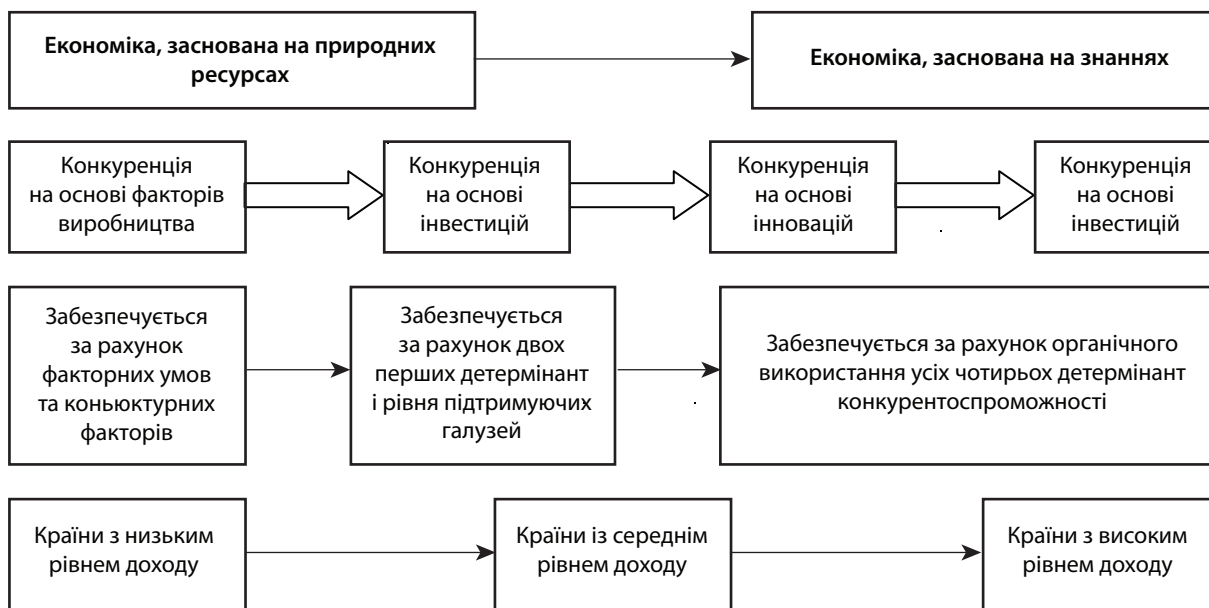 Економіка, заснована на природних
ресурсах
Економіка, заснована на знаннях
Конкуренція
на основі факторів
виробництва
Конкуренція
на основі
інвестицій
Конкуренція
на основі
інновацій
Конкуренція
на основі
інвестицій
Забезпечується
за рахунок
факторних умов
та коньюктурних
факторів
Забезпечується
за рахунок двох
перших детермінант
і рівня підтримуючих
галузей
Забезпечується за рахунок органічного
використання усіх чотирьох детермінант
конкурентоспроможності
Країни з низьким
рівнем доходу
Країни із середнім
рівнем доходу
Країни з високим
рівнем доходу